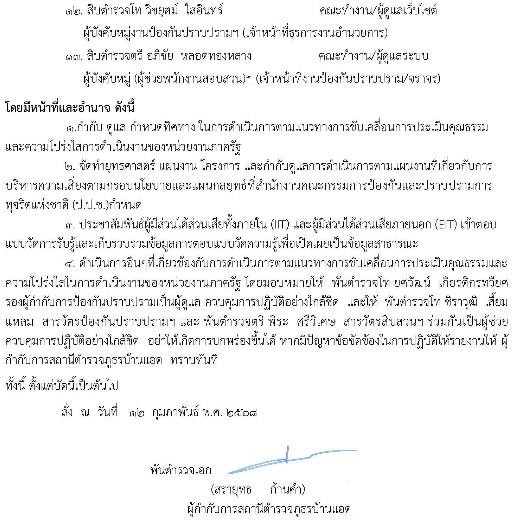 ๑๒. สิบตำรวจโท วิชยุตม์ ใสอินทร์ คณะทำงาน/ผู้ดูแลเว็บไซต์
ผู้บังคับหมู่งานป้องกันปราบปรามฯ (เจ้าหน้าที่ธุรการงานอำนวยการ)
๑๓. สิบตำรวจตรี อภิชัย หลอดทองหลาง คณะทำงาน/ผู้ดูแลระบบ
ผู้บังคับหมู่ (ผู้ช่วยพนักงานสอบสวน)ฯ (เจ้าหน้าที่งานป้องกันปราบปราม/จราจร)
โดยมีหน้าที่และอำนาจ ดังนี้
๑.กำกับ ดูแล กำหนดทิศทาง ในการดำเนินการตามแนวทางการขับเคลื่อนการประเมินคุณธรรม
และความโปร่งใสการดำเนินงานของหน่วยงานภาครัฐ
๒. จัดทำยุทธศาสตร์ แผนงาน โครงการ และกำกับดูแลการดำเนินการตามแผนงานที่เกี่ยวกับการ
บริหารความเสี่ยงตามกรอบนโยบายและแผนกลยุทธ์ที่สำนักงานคณะกรรมการป้องกันและปราบปรามการ
ทุจริตแห่งชาติ (ป.ป.ช.)กำหนด
๓. ประชาสัมพันธ์ผู้มีส่วนได้ส่วนเสียทั้งภายใน (IIT) และผู้มีส่วนได้ส่วนเสียภายนอก (EIT) เข้าตอบ
แบบวัดการรับรู้และเก็บรวบรวมข้อมูลการตอบแบบวัดความรู้เพื่อเปิดเผยเป็นข้อมูลสาธารณะ
๔. ดำเนินการอื่นๆที่เกี่ยวข้องกับการดำเนินการตามแนวทางการขับเคลื่อนการประเมินคุณธรรมและ
ความโปร่งใสในการดำเนินงานของหน่วยงานภาครัฐ โดยมอบหมายให้ พันตำรวจโท ยศวัฒน์ เกียรติกรทวียศ
รองผู้กำกับการป้องกันปราบปรามเป็นผู้ดูแล ควบคุมการปฏิบัติอย่างใกล้ชิด และให้ พันตำรวจโท ชิราวุฒิ เสี้ยม
แหลม สารวัตรป้องกันปราบปรามฯ และ พันตำรวจตรี พิระ ศรีวิเศษ สารวัตรสืบสวนฯ ร่วมกันเป็นผู้ช่วย
ควบคุมการปฏิบัติอย่างใกล้ชิด อย่าให้เกิดการบกพร่องขึ้นได้ หากมีปัญหาข้อขัดข้องในการปฏิบัติให้รายงานให้ ผู้
กำกับการสถานีตำรวจภูธรบ้านแอด ทราบทันที
ทั้งนี้ ตั้งแต่บัดนี้เป็นต้นไป
สั่ง ณ วันที่ ๑๒ กุมภาพันธ์ พ.ศ. ๒๕๖๘
พันตำรวจเอก
(สรายุทธ ก้านคำ)
ผู้กำกับการสถานีตำรวจภูธรบ้านแอด